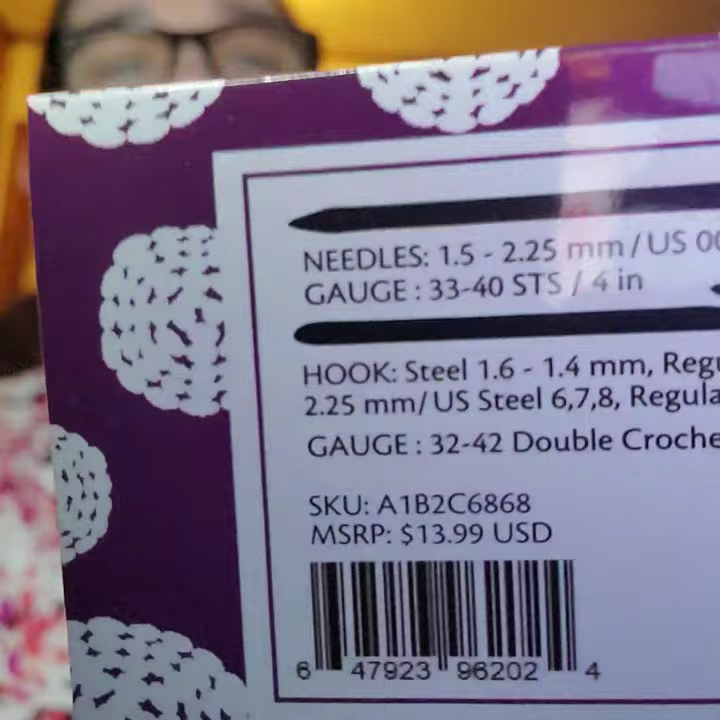 NEEDLES: 1.5 - 2.25 mm / US
GAUGE : 33-40 STS / 4 in
HOOK: Steel 1.6 - 1.4 mm,
2.25 mm/ US Steel 6,7,8,
GAUGE : 32-42 Double
SKU: A1B2C6868
MSRP: $13.99 USD
6 47923 96202 4